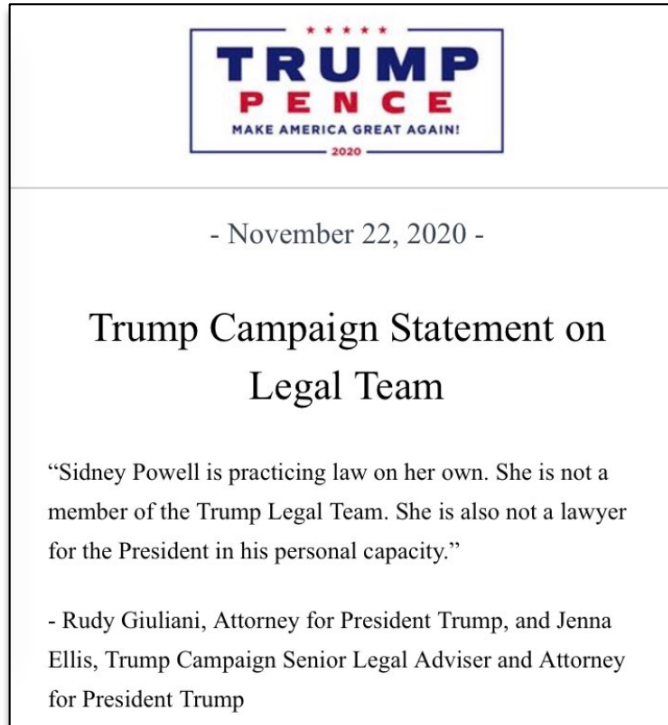 TRUMP
PENCE
MAKE AMERICA GREAT AGAIN!
2020
- November 22, 2020 -
Trump Campaign Statement on
Legal Team
“Sidney Powell is practicing law on her own. She is not a
member of the Trump Legal Team. She is also not a lawyer
for the President in his personal capacity.”
- Rudy Giuliani, Attorney for President Trump, and Jenna
Ellis, Trump Campaign Senior Legal Adviser and Attorney
for President Trump